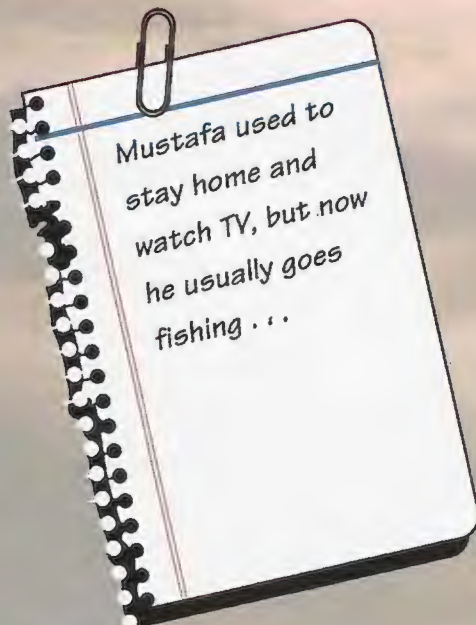 Mustafa used to
stay home and
watch TV, but now
he usually goes
fishing . . .